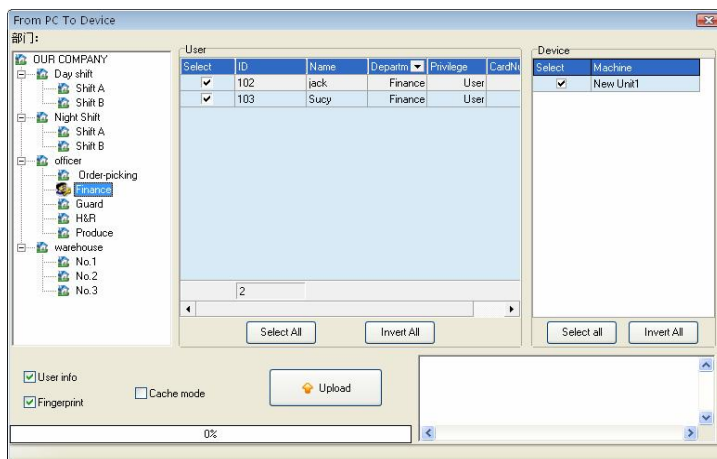 From PC To Device
部门:
OUR COMPANY
Day shift
Shift A
Shift B
Night Shift
Shift A
Shift B
officer
Order-picking
Finance
Guard
H&R
Produce
warehouse
No.1
No.2
No.3
User
Select ID Name Departm Privilege CardNu
102 jack Finance User
103 Sucy Finance User
2
Select All Invert All
Device
Select Machine
New Unit1
Select all Invert All
User info
Fingerprint
Cache mode
Upload
0%